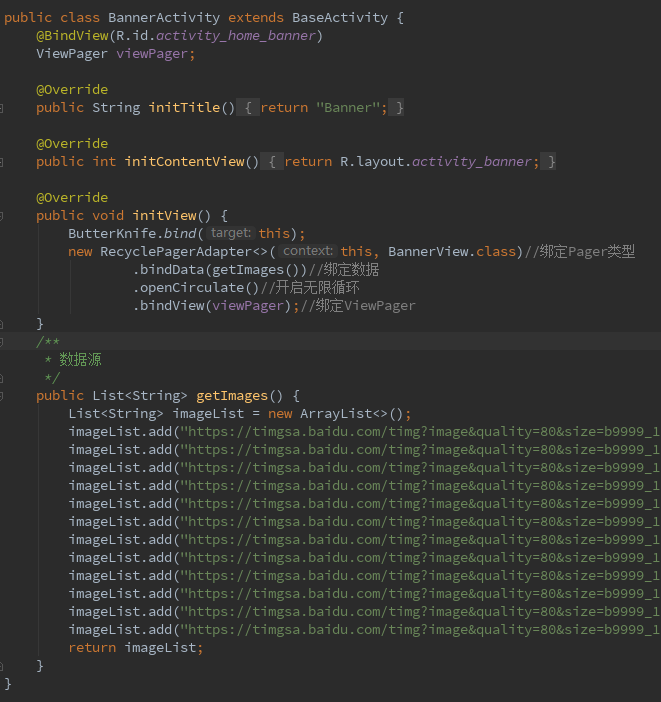 public class BannerActivity extends BaseActivity {
    @BindView(R.id.activity_home_banner)
    ViewPager viewPager;

    @Override
    public String initTitle() { return "Banner"; }

    @Override
    public int initContentView() { return R.layout.activity_banner; }

    @Override
    public void initView() {
        ButterKnife.bind( target: this);
        new RecyclePagerAdapter<>( context: this, BannerView.class)//绑定Pager类型
                .bindData(getImages())//绑定数据
                .openCirculate()//开启无限循环
                .bindView(viewPager);//绑定ViewPager
    }
    /**
     * 数据源
     */
    public List<String> getImages() {
        List<String> imageList = new ArrayList<>();
        imageList.add("https://timgsa.baidu.com/timg?image&quality=80&size=b9999_1
        imageList.add("https://timgsa.baidu.com/timg?image&quality=80&size=b9999_1
        imageList.add("https://timgsa.baidu.com/timg?image&quality=80&size=b9999_1
        imageList.add("https://timgsa.baidu.com/timg?image&quality=80&size=b9999_1
        imageList.add("https://timgsa.baidu.com/timg?image&quality=80&size=b9999_1
        imageList.add("https://timgsa.baidu.com/timg?image&quality=80&size=b9999_1
        imageList.add("https://timgsa.baidu.com/timg?image&quality=80&size=b9999_1
        imageList.add("https://timgsa.baidu.com/timg?image&quality=80&size=b9999_1
        imageList.add("https://timgsa.baidu.com/timg?image&quality=80&size=b9999_1
        imageList.add("https://timgsa.baidu.com/timg?image&quality=80&size=b9999_1
        imageList.add("https://timgsa.baidu.com/timg?image&quality=80&size=b9999_1
        imageList.add("https://timgsa.baidu.com/timg?image&quality=80&size=b9999_1
        return imageList;
    }
}